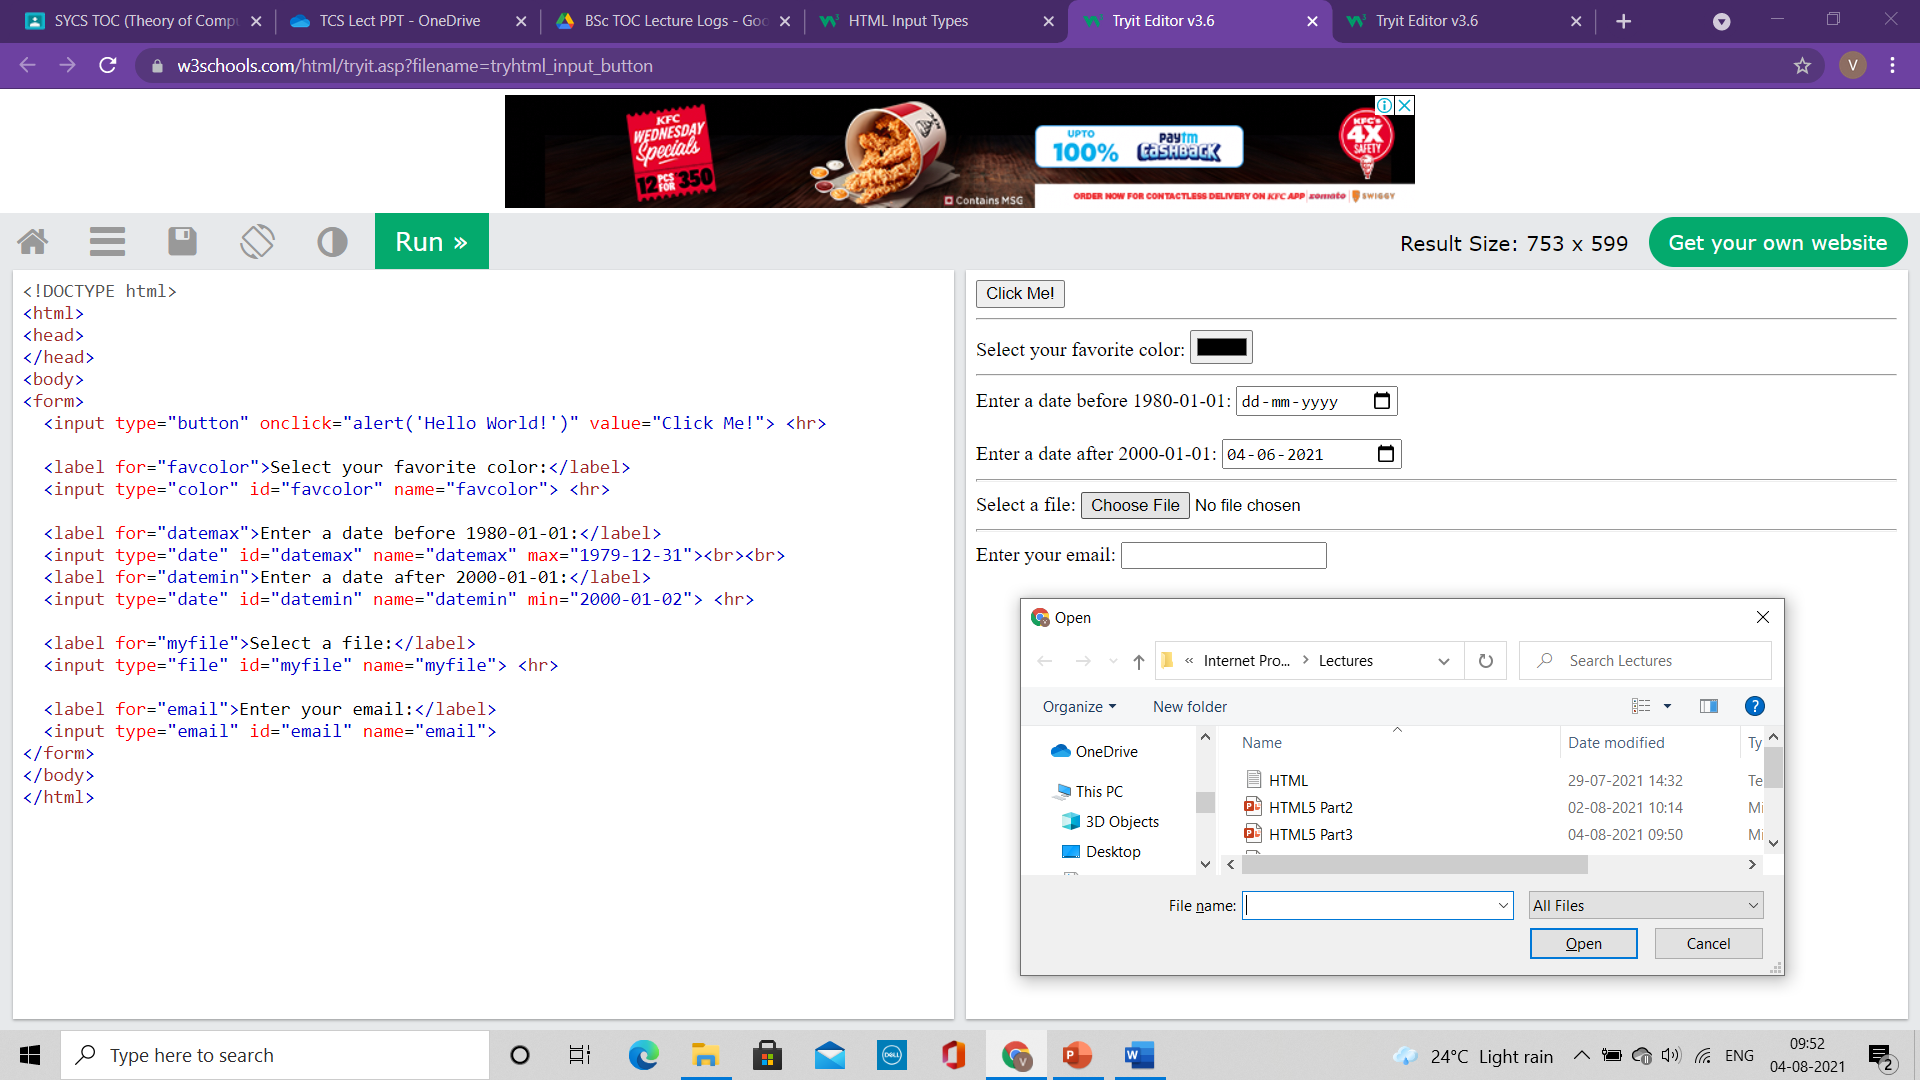 SYCS TOC (Theory of Comp
TCS Lect PPT - OneDrive
BSc TOC Lecture Logs - Goo
HTML Input Types
Tryit Editor v3.6
Tryit Editor v3.6
w3schools.com/html/tryit.asp?filename=tryhtml_input_button
V
KFC
WEDNESDAY
Specials
12 PCS FOR 350
Contains MSG
UPTO
100%
paytm
CASHBACK
KFC'S
4X
SAFETY
ORDER NOW FOR CONTACTLESS DELIVERY ON KFC APP zomato SWIGGY
Run »
Result Size: 753 x 599
Get your own website
<!DOCTYPE html>
<html>
<head>
</head>
<body>
<form>
<input type="button" onclick="alert('Hello World!')" value="Click Me!"> <hr>
<label for="favcolor">Select your favorite color:</label>
<input type="color" id="favcolor" name="favcolor"> <hr>
<label for="datemax">Enter a date before 1980-01-01:</label>
<input type="date" id="datemax" name="datemax" max="1979-12-31"><br><br>
<label for="datemin">Enter a date after 2000-01-01:</label>
<input type="date" id="datemin" name="datemin" min="2000-01-02"> <hr>
<label for="myfile">Select a file:</label>
<input type="file" id="myfile" name="myfile"> <hr>
<label for="email">Enter your email:</label>
<input type="email" id="email" name="email">
</form>
</body>
</html>
Click Me!
Select your favorite color:
Enter a date before 1980-01-01: dd-mm-yyyy
Enter a date after 2000-01-01: 04-06-2021
Select a file: Choose File No file chosen
Enter your email:
Open
« Internet Pro... > Lectures
Search Lectures
Organize
New folder
?
OneDrive
This PC
3D Objects
Desktop
Name Date modified Ty
HTML 29-07-2021 14:32 Te
HTML5 Part2 02-08-2021 10:14 Mi
HTML5 Part3 04-08-2021 09:50 Mi
File name:
All Files
Open
Cancel
Type here to search
DELL
24°C Light rain
ENG
09:52
04-08-2021
2